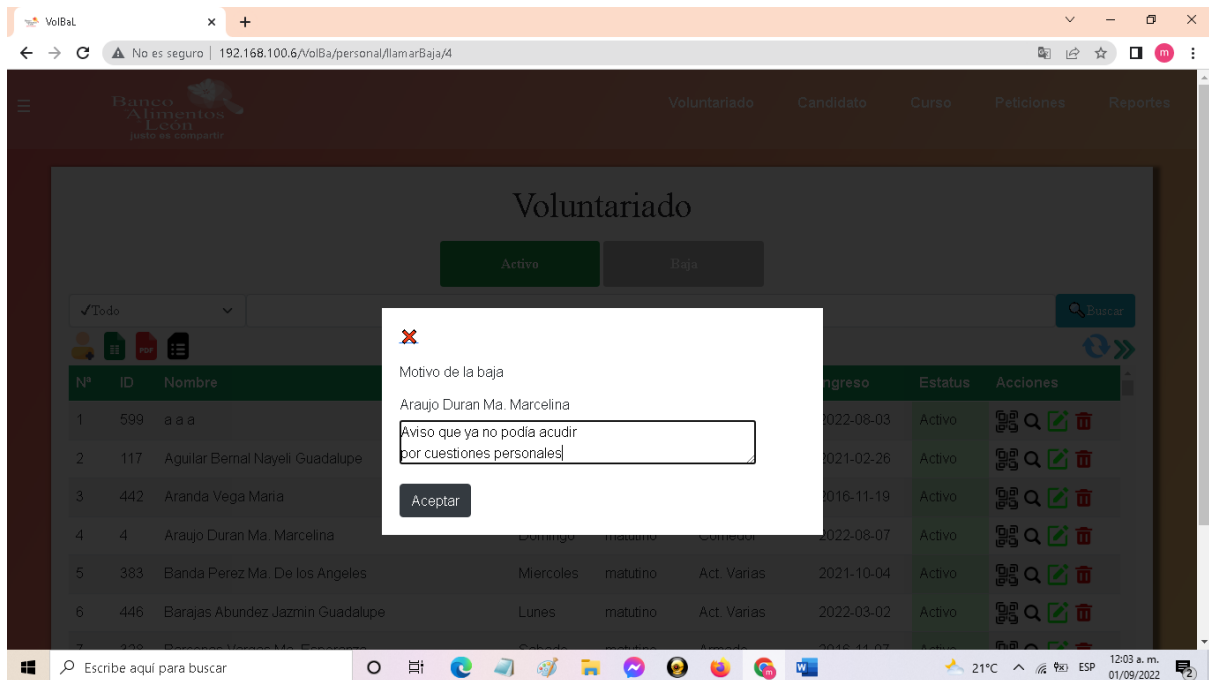 VolBaL
No es seguro | 192.168.100.6/VolBa/personal/llamarBaja/4
m
Banco
Alimentos
León
justo es compartir
Voluntariado Candidato Curso Peticiones Reportes
Voluntariado
Activo Baja
✓Todo Buscar
PDF
Nª ID Nombre ngreso Estatus Acciones
1 599 a a a 2022-08-03 Activo
2 117 Aguilar Bernal Nayeli Guadalupe 2021-02-26 Activo
3 442 Aranda Vega Maria 2016-11-19 Activo
4 4 Araujo Duran Ma. Marcelina Domingo matutino Comedor 2022-08-07 Activo
5 383 Banda Perez Ma. De los Angeles Miercoles matutino Act. Varias 2021-10-04 Activo
6 446 Barajas Abundez Jazmin Guadalupe Lunes matutino Act. Varias 2022-03-02 Activo
Motivo de la baja
Araujo Duran Ma. Marcelina
Aviso que ya no podía acudir
por cuestiones personales
Aceptar
Escribe aquí para buscar
21°C ESP 12:03 a. m.
01/09/2022 2